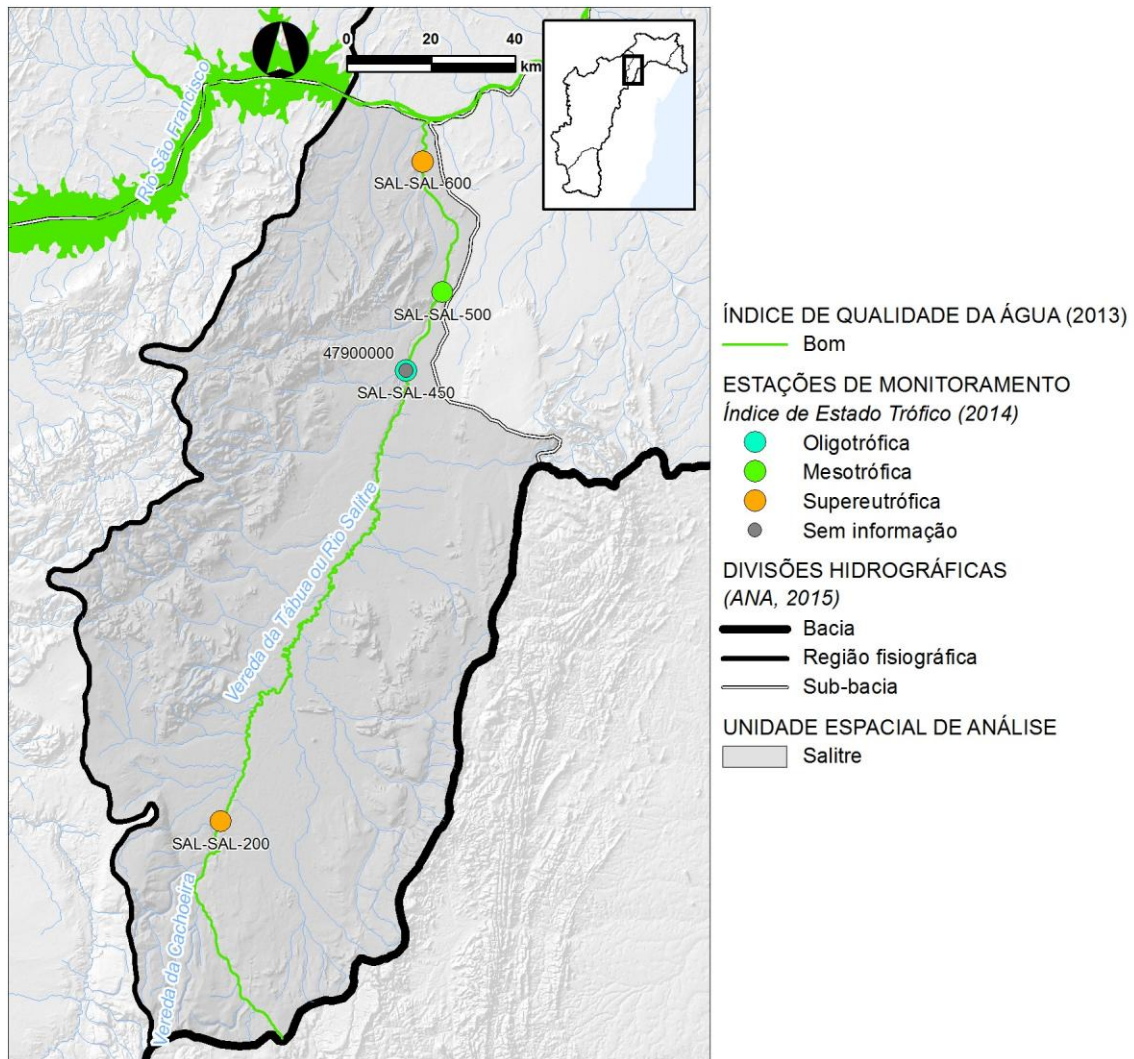 0 20 40
km
Rio São Francisco
SAL-SAL-600
SAL-SAL-500
47900000
SAL-SAL-450
Vereda da Tábua ou Rio Salitre
SAL-SAL-200
Vereda da Cachoeira
ÍNDICE DE QUALIDADE DA ÁGUA (2013)
Bom
ESTAÇÕES DE MONITORAMENTO
Índice de Estado Trófico (2014)
Oligotrófica
Mesotrófica
Supereutrófica
Sem informação
DIVISÕES HIDROGRÁFICAS
(ANA, 2015)
Bacia
Região fisiográfica
Sub-bacia
UNIDADE ESPACIAL DE ANÁLISE
Salitre